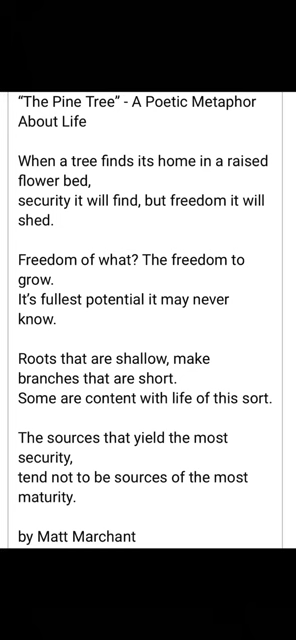 “The Pine Tree” - A Poetic Metaphor
About Life
When a tree finds its home in a raised
flower bed,
security it will find, but freedom it will
shed.
Freedom of what? The freedom to
grow.
It’s fullest potential it may never
know.
Roots that are shallow, make
branches that are short.
Some are content with life of this sort.
The sources that yield the most
security,
tend not to be sources of the most
maturity.
by Matt Marchant